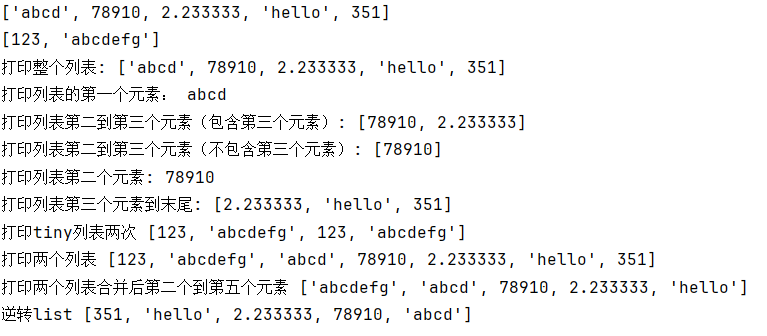 ['abcd', 78910, 2.233333, 'hello', 351]
[123, 'abcdefg']
打印整个列表: ['abcd', 78910, 2.233333, 'hello', 351]
打印列表的第一个元素： abcd
打印列表第二到第三个元素（包含第三个元素）: [78910, 2.233333]
打印列表第二到第三个元素（不包含第三个元素）: [78910]
打印列表第二个元素: 78910
打印列表第三个元素到末尾: [2.233333, 'hello', 351]
打印tiny列表两次 [123, 'abcdefg', 123, 'abcdefg']
打印两个列表 [123, 'abcdefg', 'abcd', 78910, 2.233333, 'hello', 351]
打印两个列表合并后第二个到第五个元素 ['abcdefg', 'abcd', 78910, 2.233333, 'hello']
逆转list [351, 'hello', 2.233333, 78910, 'abcd']